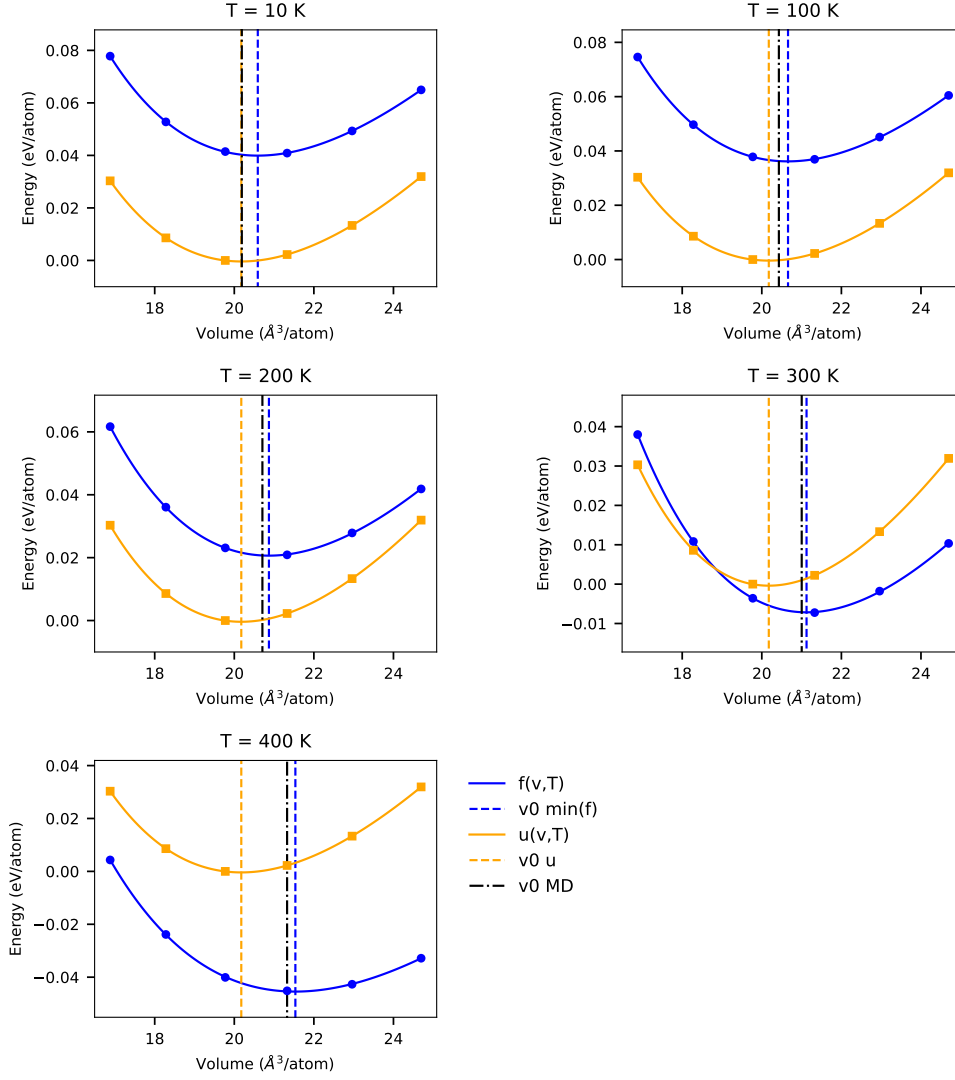 T = 10 K
0.08
0.06
0.04
0.02
0.00
Energy (eV/atom)
18 20 22 24
Volume (Å³/atom)
T = 100 K
0.08
0.06
0.04
0.02
0.00
Energy (eV/atom)
18 20 22 24
Volume (Å³/atom)
T = 200 K
0.06
0.04
0.02
0.00
Energy (eV/atom)
18 20 22 24
Volume (Å³/atom)
T = 300 K
0.04
0.03
0.02
0.01
0.00
−0.01
Energy (eV/atom)
18 20 22 24
Volume (Å³/atom)
T = 400 K
0.04
0.02
0.00
−0.02
−0.04
Energy (eV/atom)
18 20 22 24
Volume (Å³/atom)
f(v,T)
v0 min(f)
u(v,T)
v0 u
v0 MD